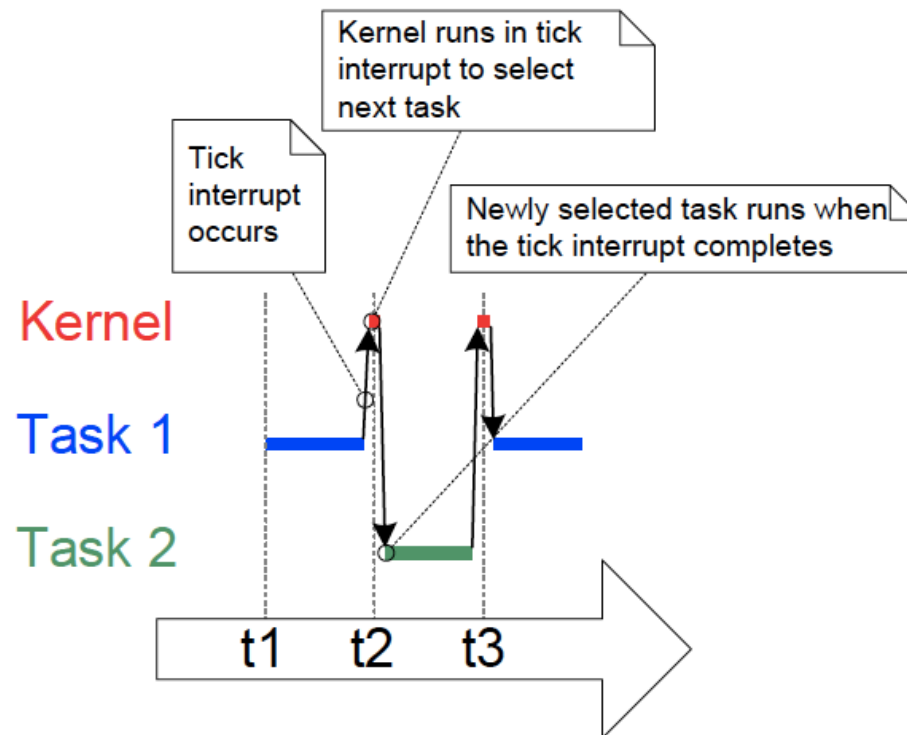 Kernel runs in tick
interrupt to select
next task
Tick
interrupt
occurs
Newly selected task runs when
the tick interrupt completes
Kernel
Task 1
Task 2
t1
t2
t3